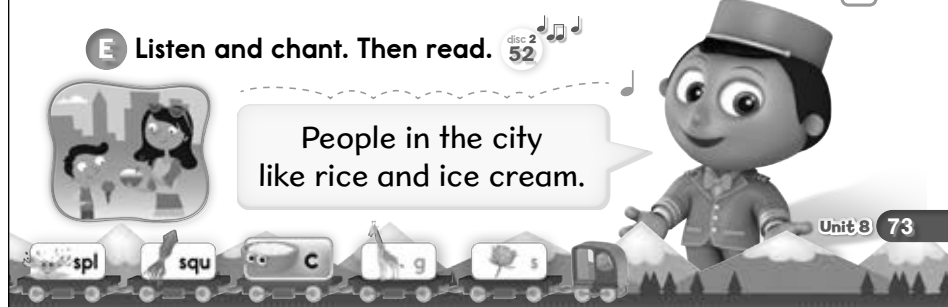 E Listen and chant. Then read. disc 2 52
People in the city
like rice and ice cream.
Unit 8 73
spl squ c g s